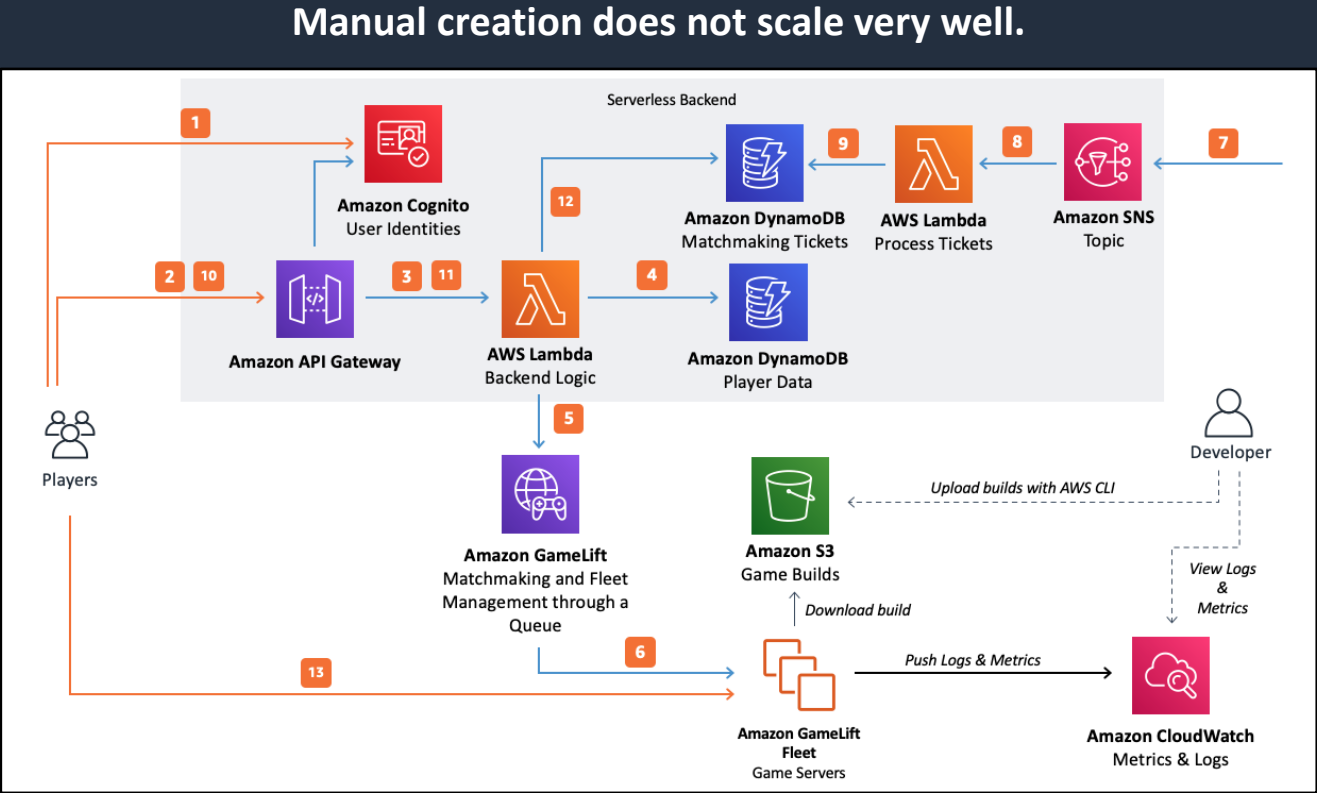 Manual creation does not scale very well.
Serverless Backend
1
Amazon Cognito
User Identities
2
10
Amazon API Gateway
3
11
AWS Lambda
Backend Logic
12
4
Amazon DynamoDB
Matchmaking Tickets
9
AWS Lambda
Process Tickets
8
Amazon SNS
Topic
7
Amazon DynamoDB
Player Data
Players
5
Amazon GameLift
Matchmaking and Fleet
Management through a
Queue
Developer
Upload builds with AWS CLI
Amazon S3
Game Builds
Download build
View Logs
&
Metrics
6
13
Push Logs & Metrics
Amazon GameLift
Fleet
Game Servers
Amazon CloudWatch
Metrics & Logs